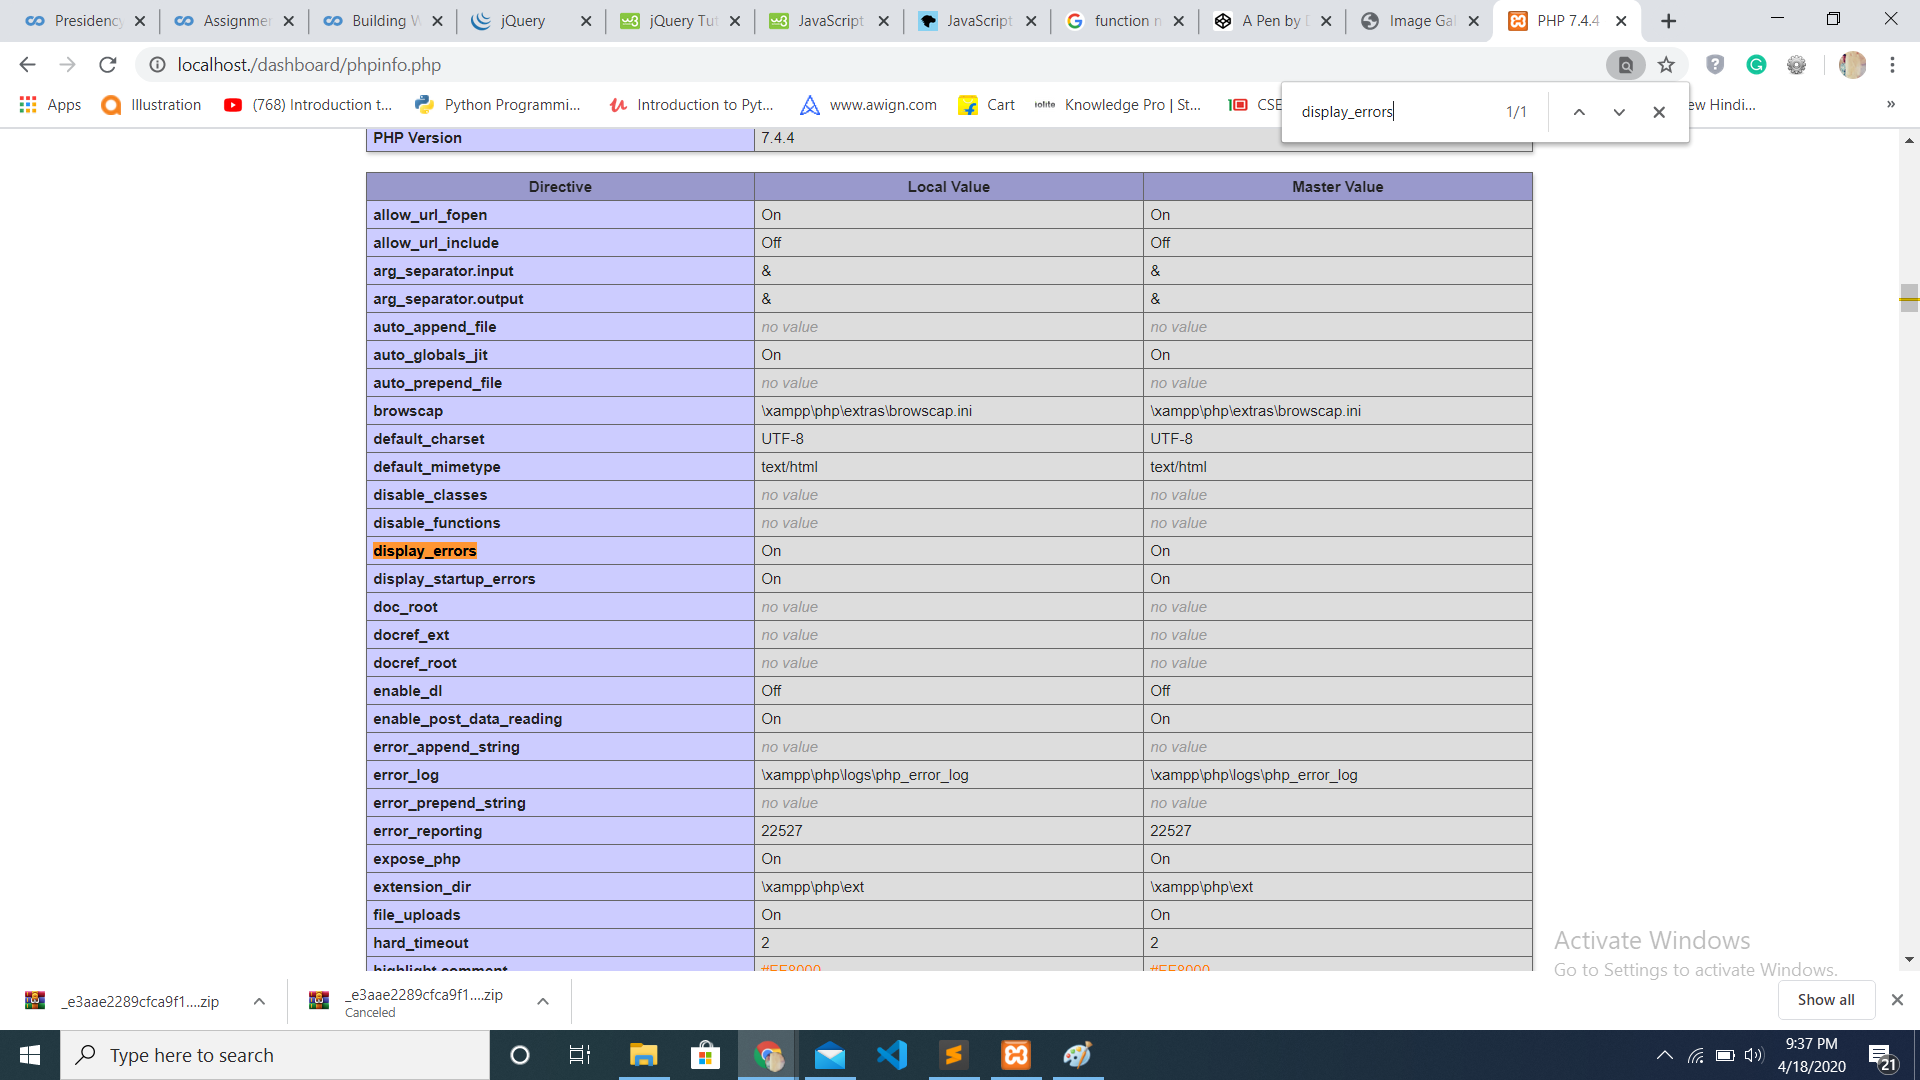 Presidency
Assignmen
Building W
jQuery
jQuery Tut
JavaScript
JavaScript
function n
A Pen by D
Image Gal
PHP 7.4.4
localhost./dashboard/phpinfo.php
Apps
Illustration
(768) Introduction t...
Python Programmi...
Introduction to Pyt...
www.awign.com
Cart
iolite
Knowledge Pro | St...
CSE
ew Hindi...
»
display_errors
1/1
PHP Version 7.4.4
Directive Local Value Master Value
allow_url_fopen On On
allow_url_include Off Off
arg_separator.input & &
arg_separator.output & &
auto_append_file no value no value
auto_globals_jit On On
auto_prepend_file no value no value
browscap \xampp\php\extras\browscap.ini \xampp\php\extras\browscap.ini
default_charset UTF-8 UTF-8
default_mimetype text/html text/html
disable_classes no value no value
disable_functions no value no value
display_errors On On
display_startup_errors On On
doc_root no value no value
docref_ext no value no value
docref_root no value no value
enable_dl Off Off
enable_post_data_reading On On
error_append_string no value no value
error_log \xampp\php\logs\php_error_log \xampp\php\logs\php_error_log
error_prepend_string no value no value
error_reporting 22527 22527
expose_php On On
extension_dir \xampp\php\ext \xampp\php\ext
file_uploads On On
hard_timeout 2 2
highlight.comment #FF8000 #FF8000
Activate Windows
Go to Settings to activate Windows.
_e3aae2289cfca9f1....zip
_e3aae2289cfca9f1....zip
Canceled
Show all
Type here to search
9:37 PM
4/18/2020
21